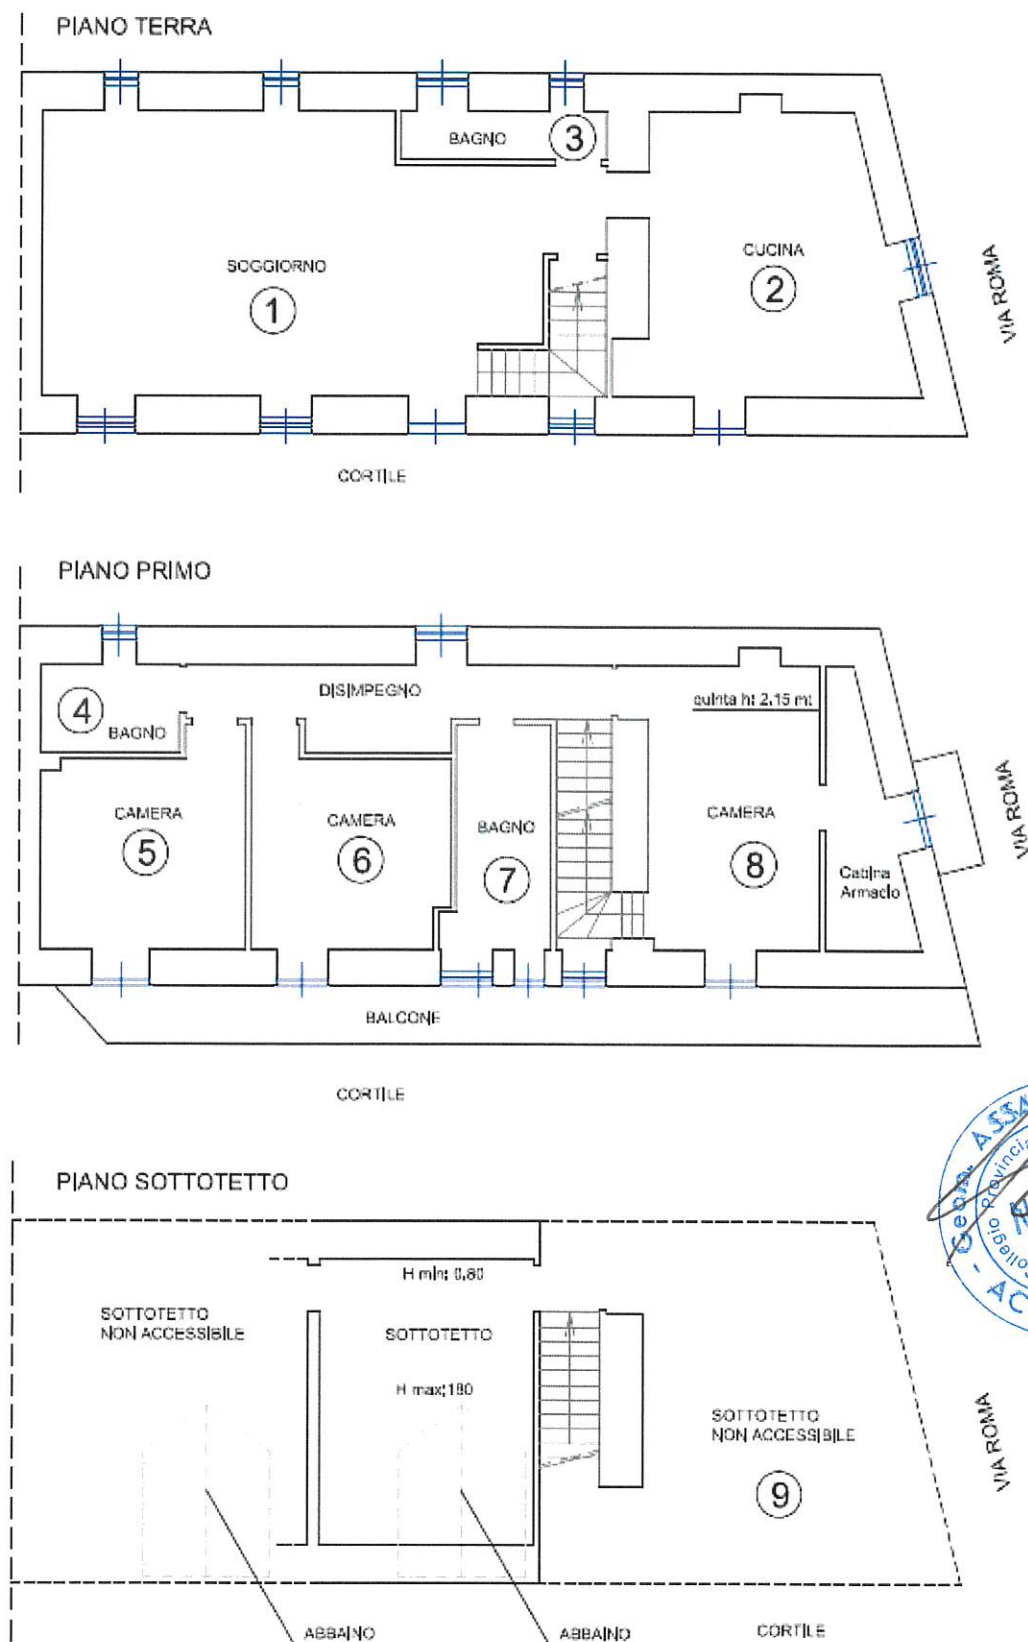 PIANO TERRA
BAGNO
3
SOGGIORNO
1
CUCINA
2
VIA ROMA
CORTILE
PIANO PRIMO
4
BAGNO
DISIMPEGNO
quinta h: 2.15 mt
CAMERA
5
CAMERA
6
BAGNO
7
CAMERA
8
Cabina
Armadio
VIA ROMA
BALCONE
CORTILE
PIANO SOTTOTETTO
H min: 0.80
SOTTOTETTO
NON ACCESSIBILE
SOTTOTETTO
H max: 180
SOTTOTETTO
NON ACCESSIBILE
9
VIA ROMA
ABBAINO
ABBAINO
CORTILE
Geom. ASSA